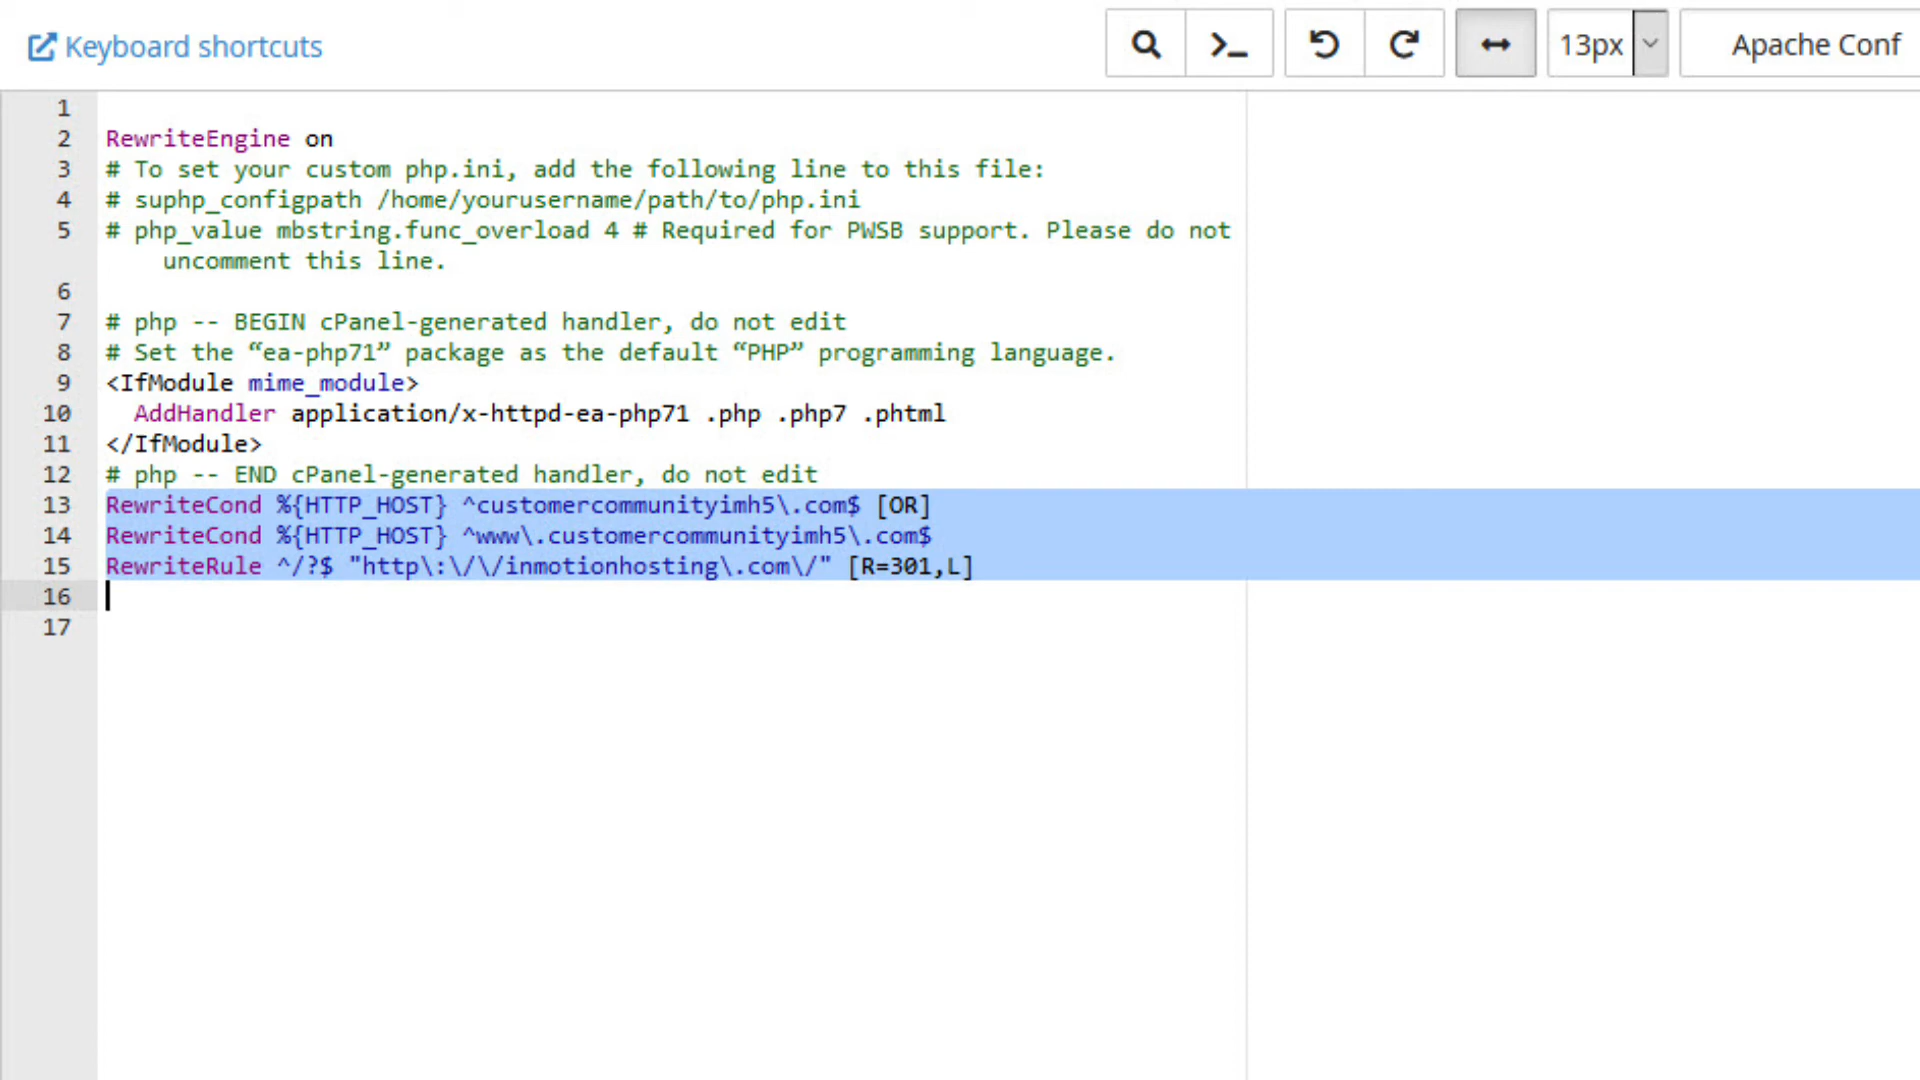 Keyboard shortcuts
13px
Apache Conf
1
2 RewriteEngine on
3 # To set your custom php.ini, add the following line to this file:
4 # suphp_configpath /home/yourusername/path/to/php.ini
5 # php_value mbstring.func_overload 4 # Required for PWSB support. Please do not
uncomment this line.
6
7 # php -- BEGIN cPanel-generated handler, do not edit
8 # Set the “ea-php71” package as the default “PHP” programming language.
9 <IfModule mime_module>
10 AddHandler application/x-httpd-ea-php71 .php .php7 .phtml
11 </IfModule>
12 # php -- END cPanel-generated handler, do not edit
13 RewriteCond %{HTTP_HOST} ^customercommunityimh5\.com$ [OR]
14 RewriteCond %{HTTP_HOST} ^www\.customercommunityimh5\.com$
15 RewriteRule ^/?$ "http\:\/\/inmotionhosting\.com\/" [R=301,L]
16
17